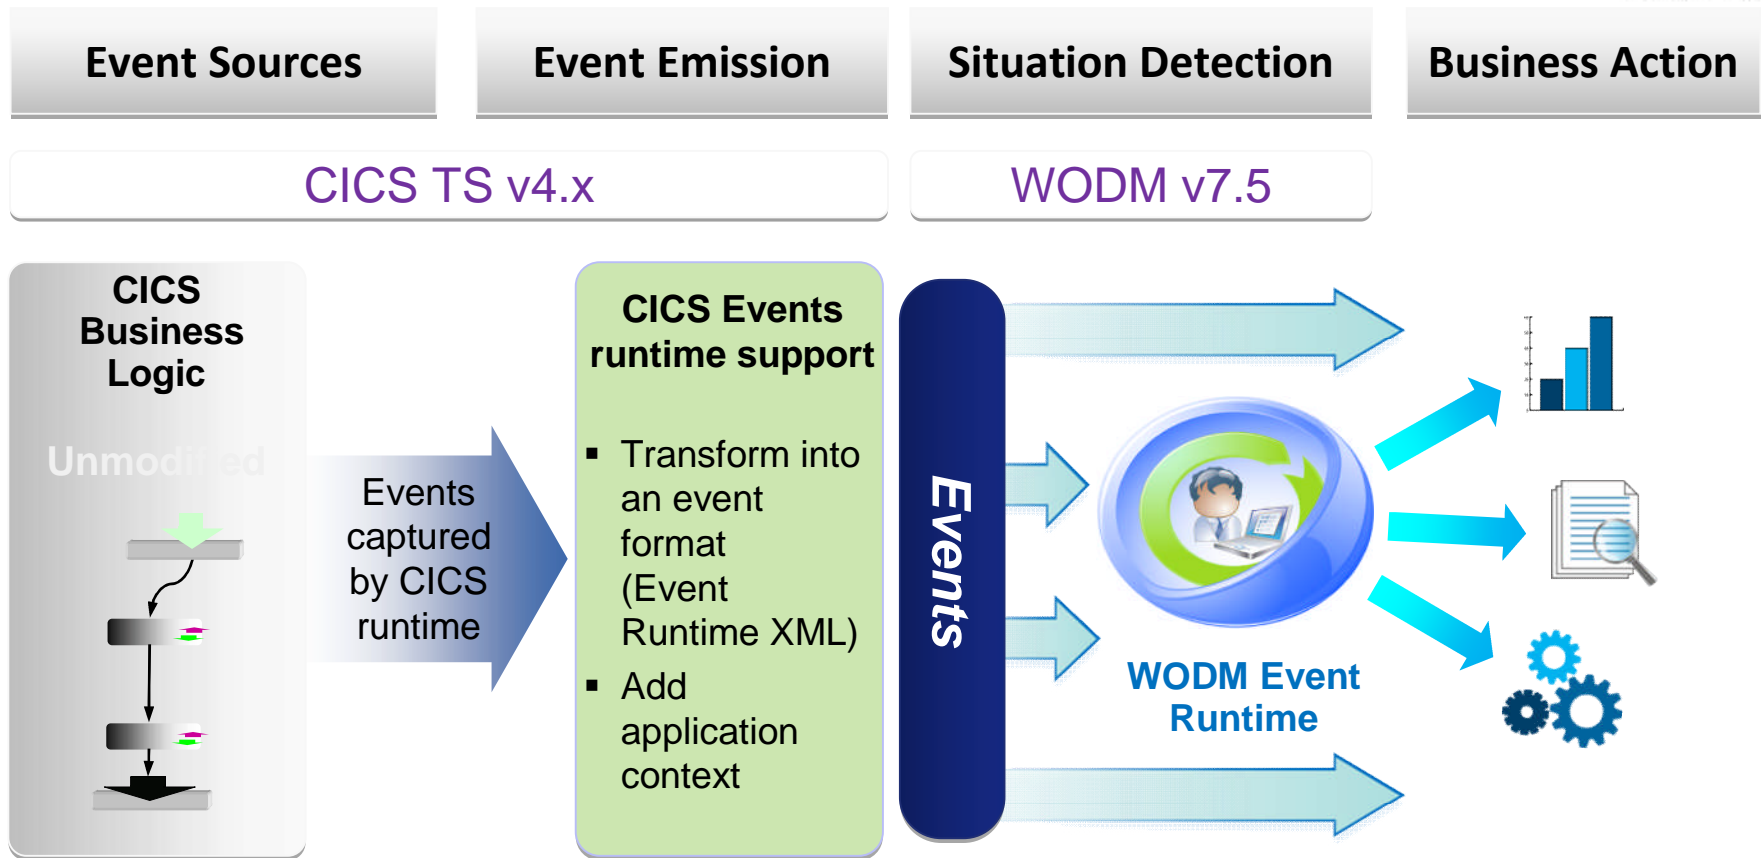 Event Sources
Event Emission
Situation Detection
Business Action
CICS TS v4.x
WODM v7.5
CICS
Business
Logic
Unmodified
Events
captured
by CICS
runtime
CICS Events
runtime support
▪ Transform into
an event
format
(Event
Runtime XML)
▪ Add
application
context
Events
WODM Event
Runtime